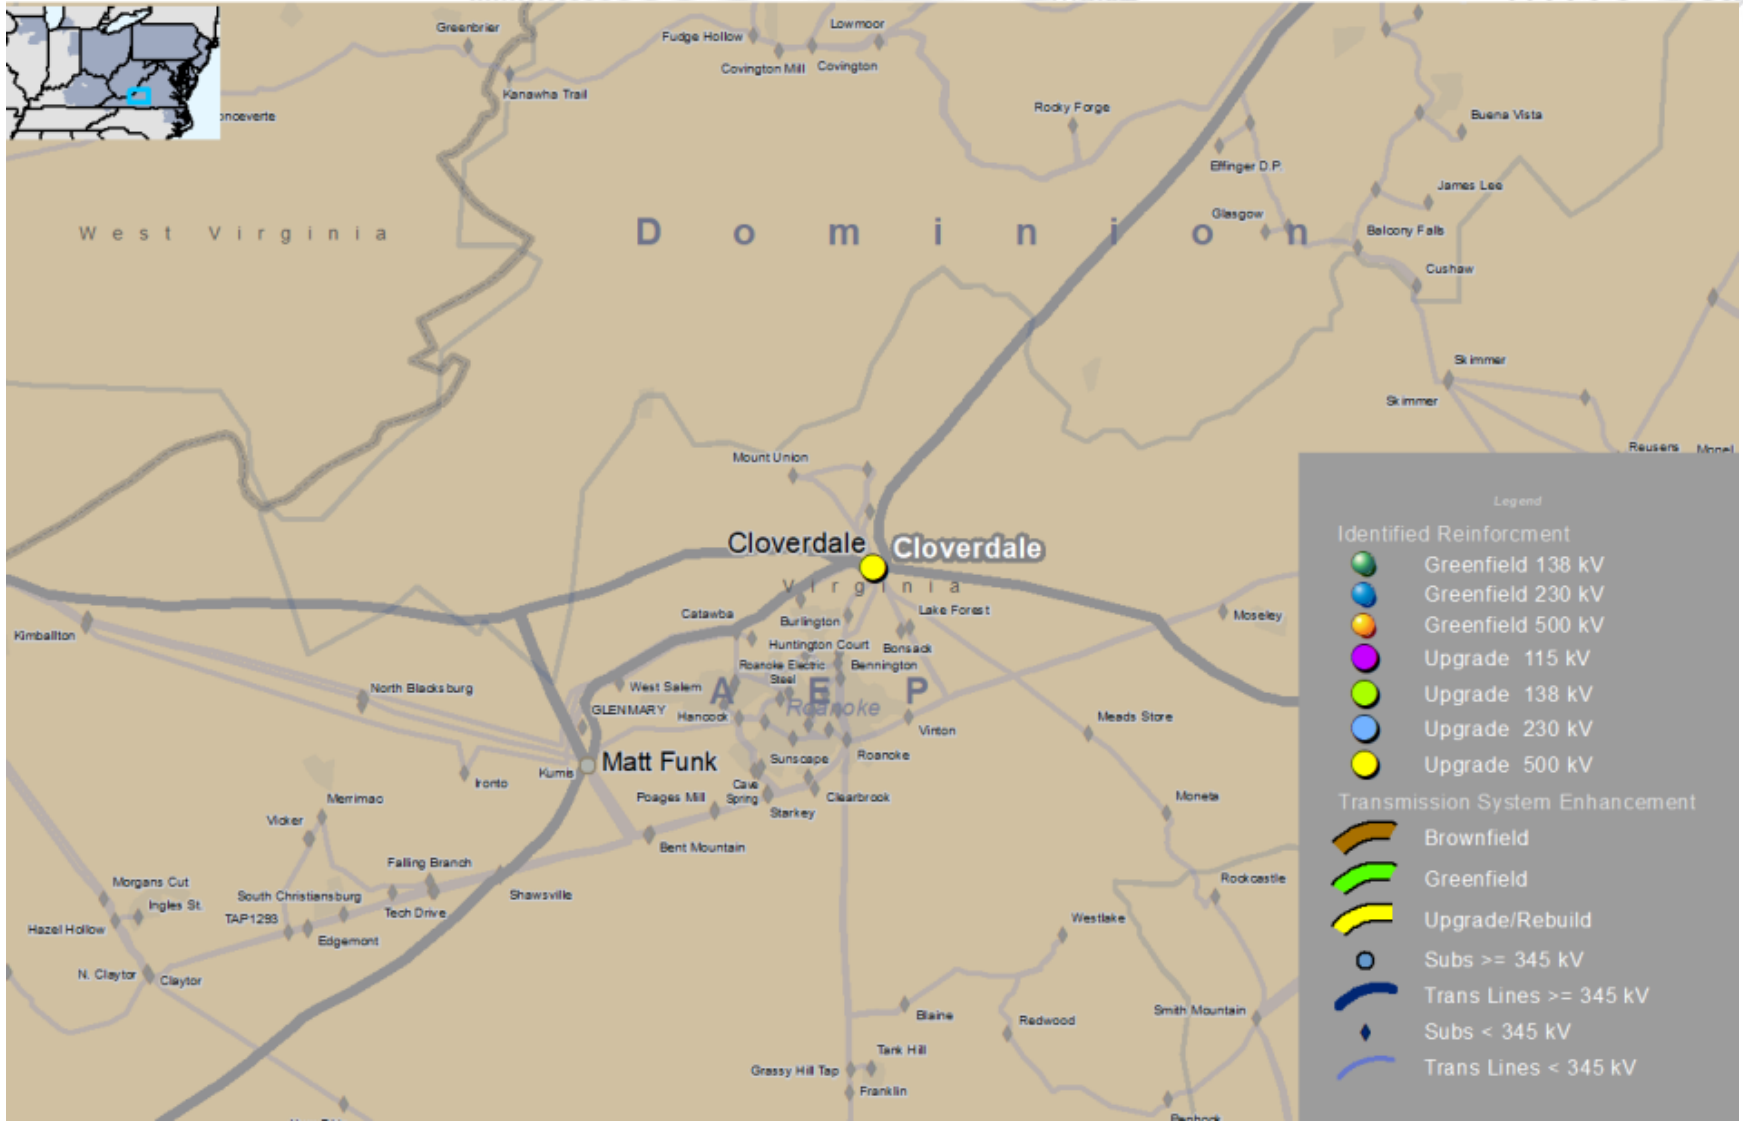 Greenbrier
Fudge Hollow
Lowmoor
Covington Mill
Covington
Kanawha Trail
nceverte
Rocky Forge
Buena Vista
Effinger D.P.
James Lee
Glasgow
Balcony Falls
West Virginia
Dominion
Cushaw
Skimmer
Skimmer
Reusers
Monel
Mount Union
Cloverdale
Cloverdale
Virginia
Catawba
Burlington
Lake Forest
Moseley
Kimballton
Huntington Court
Bonsack
Roanoke Electric
Steel
Bennington
North Blacksburg
West Salem
AEP
Roanoke
GLENMARY
Hancock
Vinton
Meads Store
Matt Funk
Kumis
Sunscape
Roanoke
Ironto
Cave
Spring
Poages Mill
Clearbrook
Starkey
Moneta
Merrimac
Vicker
Bent Mountain
Falling Branch
Morgans Cut
Ingles St.
South Christiansburg
Shawsville
Rockcastle
TAP1293
Tech Drive
Westlake
Hazel Hollow
Edgemont
N. Claytor
Claytor
Blaine
Redwood
Smith Mountain
Tank Hill
Grassy Hill Tap
Franklin
Penhook
Legend
Identified Reinforcment
Greenfield 138 kV
Greenfield 230 kV
Greenfield 500 kV
Upgrade 115 kV
Upgrade 138 kV
Upgrade 230 kV
Upgrade 500 kV
Transmission System Enhancement
Brownfield
Greenfield
Upgrade/Rebuild
Subs >= 345 kV
Trans Lines >= 345 kV
Subs < 345 kV
Trans Lines < 345 kV